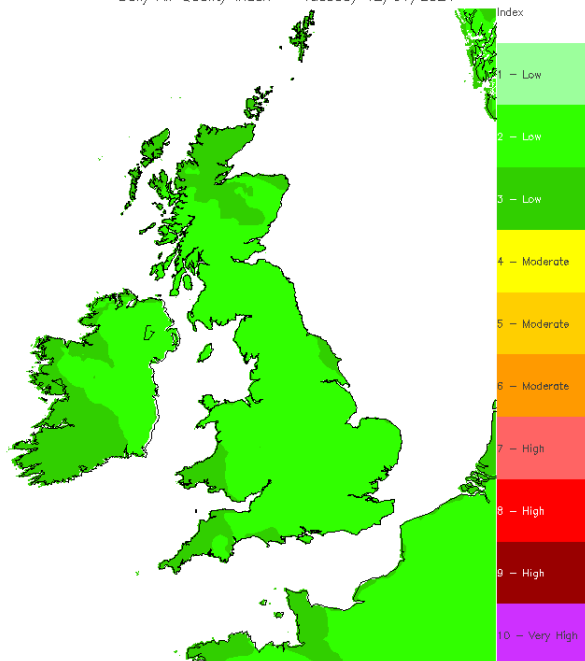 Index
1 - Low
2 - Low
3 - Low
4 - Moderate
5 - Moderate
6 - Moderate
7 - High
8 - High
9 - High
10 - Very High